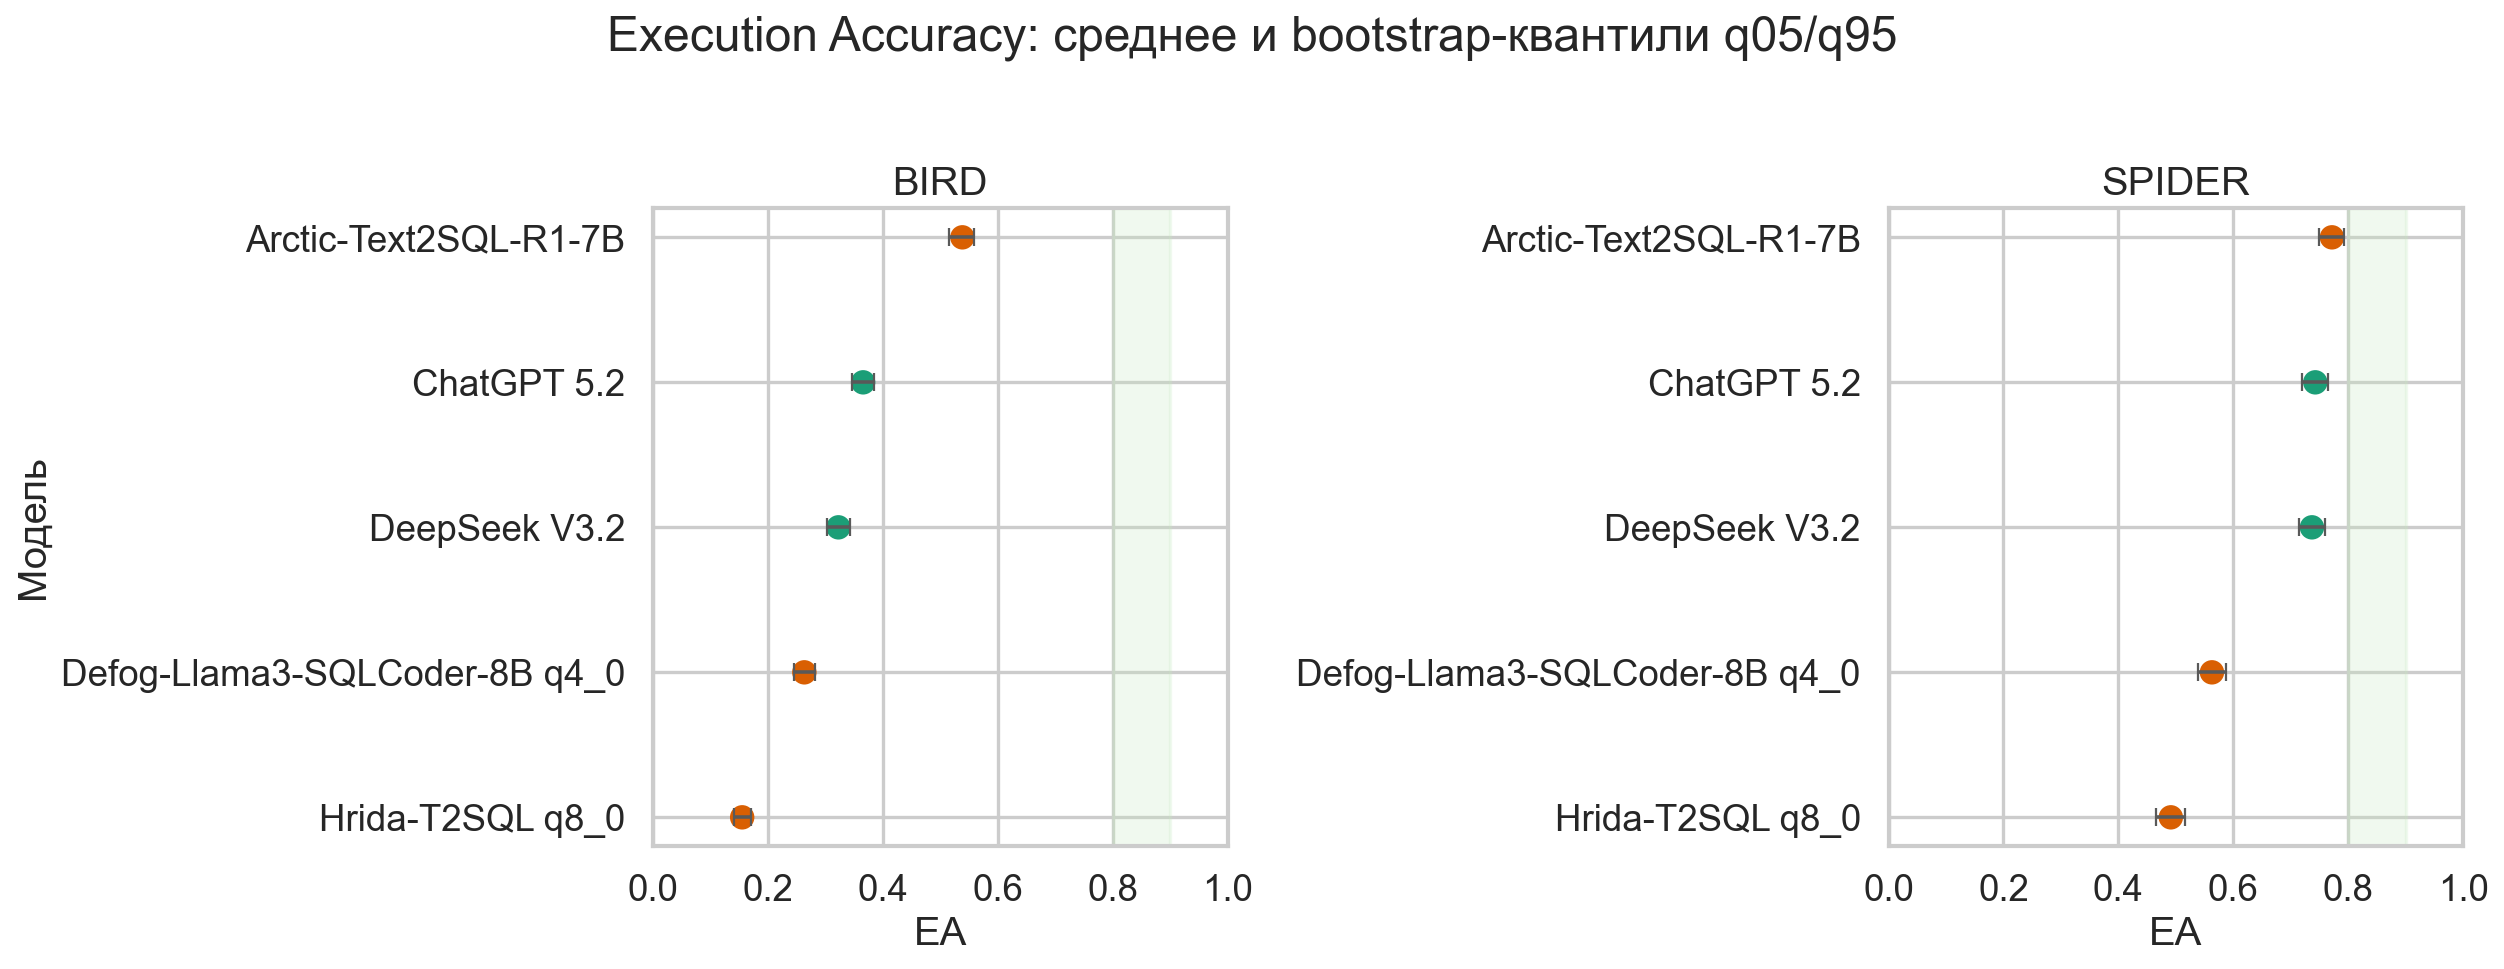 Execution Accuracy: среднее и bootstrap-квантили q05/q95
Модель
BIRD
Arctic-Text2SQL-R1-7B
ChatGPT 5.2
DeepSeek V3.2
Defog-Llama3-SQLCoder-8B q4_0
Hrida-T2SQL q8_0
0.0 0.2 0.4 0.6 0.8 1.0
EA
SPIDER
Arctic-Text2SQL-R1-7B
ChatGPT 5.2
DeepSeek V3.2
Defog-Llama3-SQLCoder-8B q4_0
Hrida-T2SQL q8_0
0.0 0.2 0.4 0.6 0.8 1.0
EA